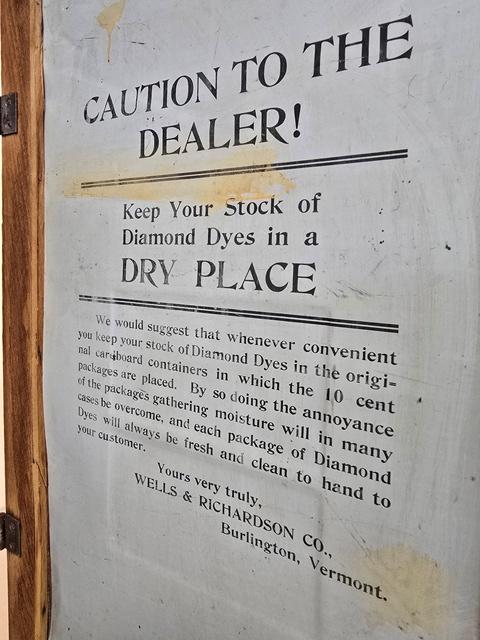 CAUTION TO THE
DEALER!
Keep Your Stock of
Diamond Dyes in a
DRY PLACE
We would suggest that whenever convenient
you keep your stock of Diamond Dyes in the origi-
nal cardboard containers in which the 10 cent
packages are placed. By so doing the annoyance
of the packages gathering moisture will in many
cases be overcome, and each package of Diamond
Dyes will always be fresh and clean to hand to
your customer.
Yours very truly,
WELLS & RICHARDSON CO.,
Burlington, Vermont.